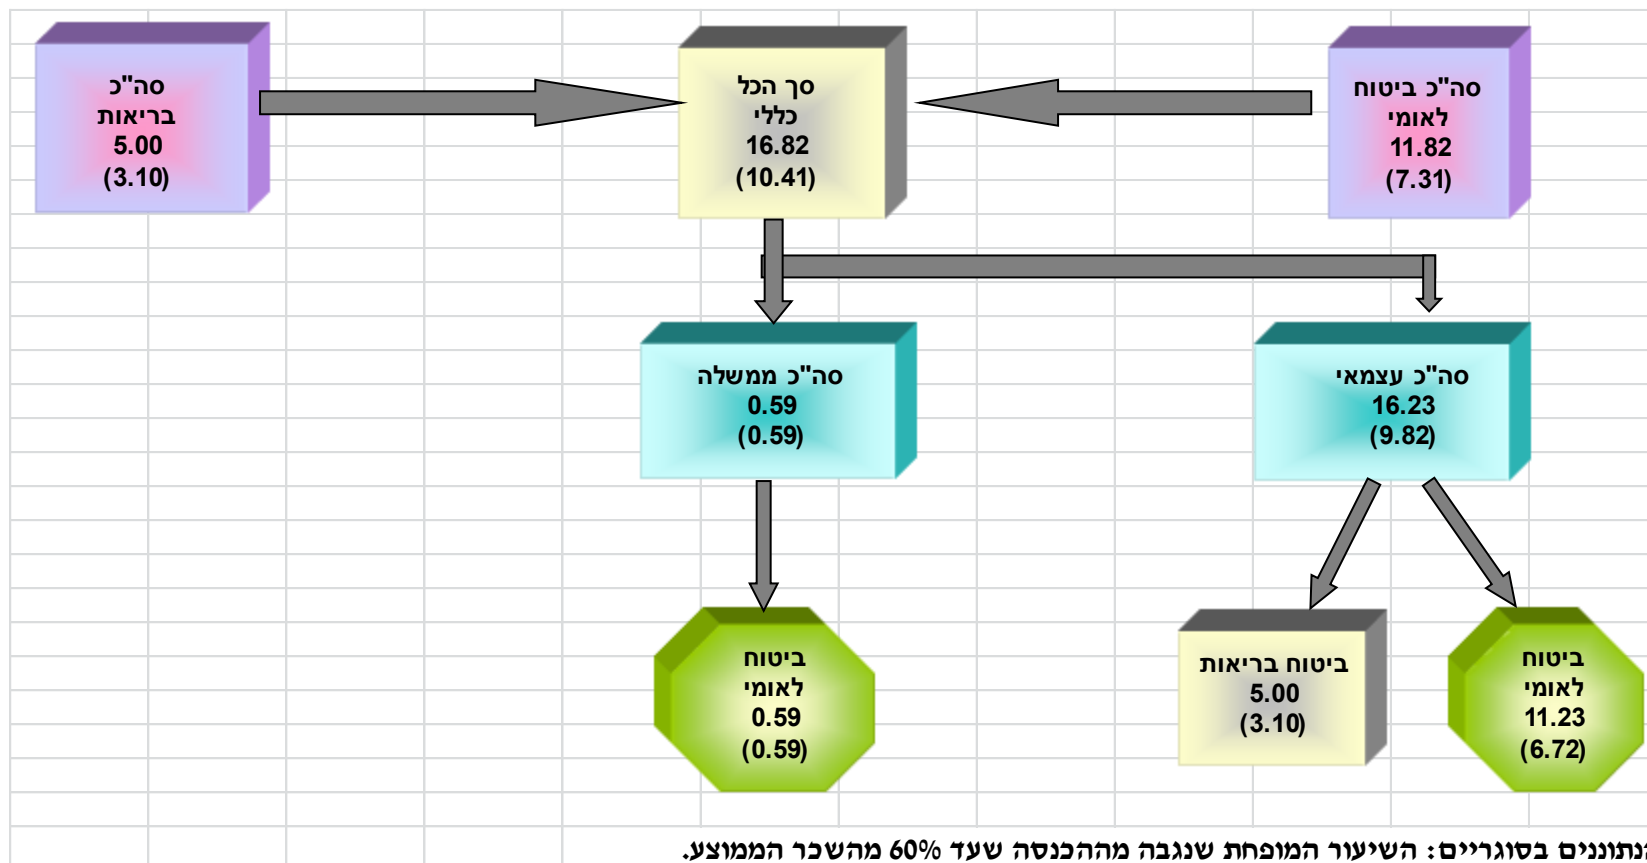 סה"כ ביטוח
לאומי
11.82
(7.31)
סך הכל
כללי
16.82
(10.41)
סה"כ
בריאות
5.00
(3.10)
סה"כ עצמאי
16.23
(9.82)
סה"כ ממשלה
0.59
(0.59)
ביטוח
לאומי
11.23
(6.72)
ביטוח בריאות
5.00
(3.10)
ביטוח
לאומי
0.59
(0.59)
נתוננים בסוגריים: השיעור המופחת שנגבה מההכנסה שעד 60% מהשכר הממוצע.